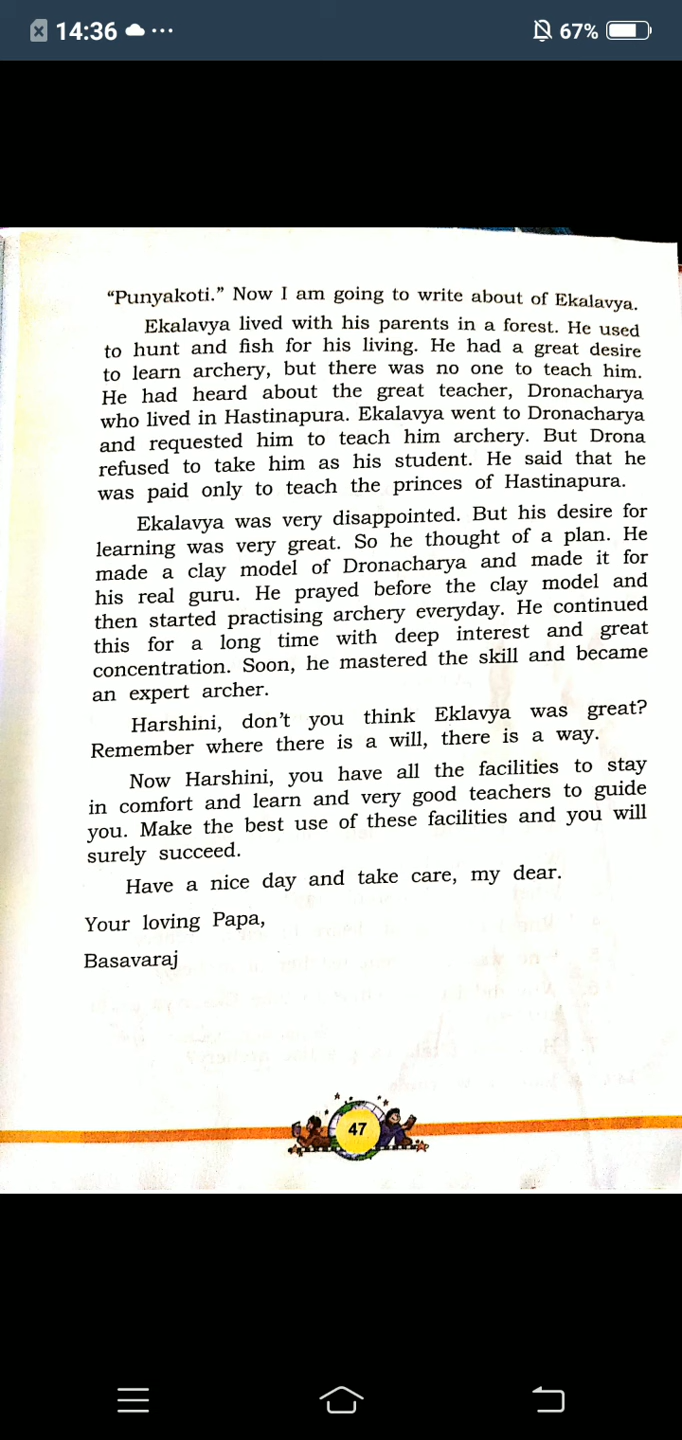 14:36
67%
“Punyakoti.” Now I am going to write about of Ekalavya.
Ekalavya lived with his parents in a forest. He used
to hunt and fish for his living. He had a great desire
to learn archery, but there was no one to teach him.
He had heard about the great teacher, Dronacharya
who lived in Hastinapura. Ekalavya went to Dronacharya
and requested him to teach him archery. But Drona
refused to take him as his student. He said that he
was paid only to teach the princes of Hastinapura.
Ekalavya was very disappointed. But his desire for
learning was very great. So he thought of a plan. He
made a clay model of Dronacharya and made it for
his real guru. He prayed before the clay model and
then started practising archery everyday. He continued
this for a long time with deep interest and great
concentration. Soon, he mastered the skill and became
an expert archer.
Harshini, don’t you think Eklavya was great?
Remember where there is a will, there is a way.
Now Harshini, you have all the facilities to stay
in comfort and learn and very good teachers to guide
you. Make the best use of these facilities and you will
surely succeed.
Have a nice day and take care, my dear.
Your loving Papa,
Basavaraj
47